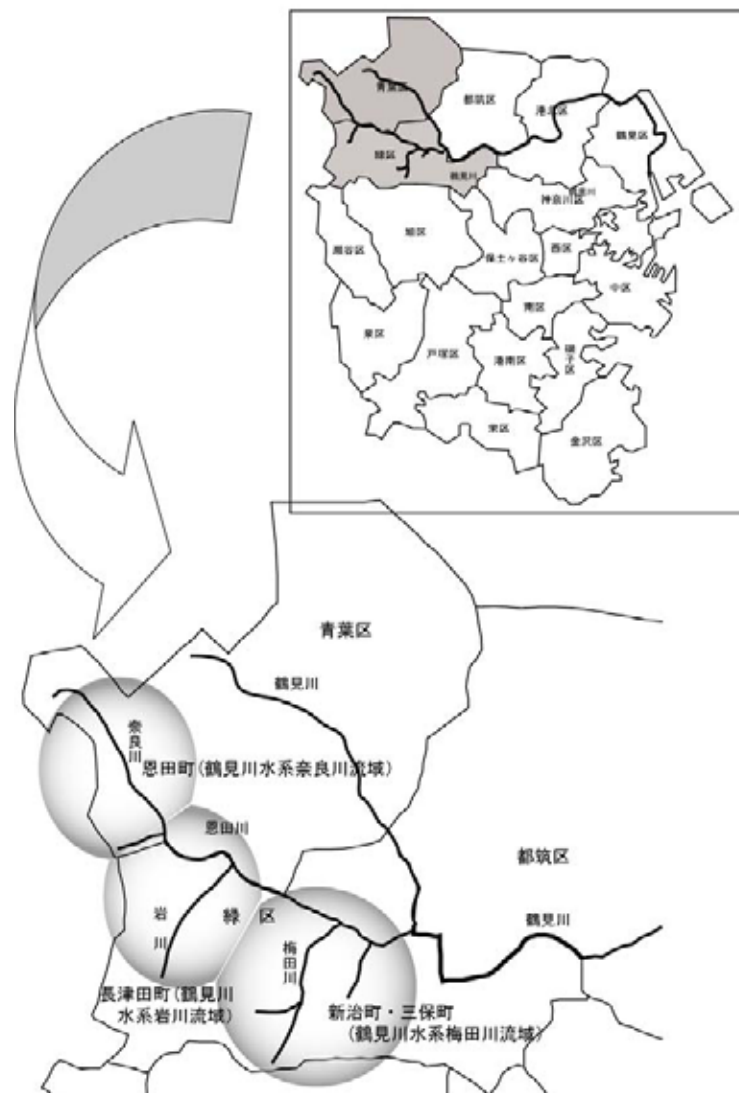 青葉区
都筑区
港北区
鶴見区
緑区
鶴見川
神奈川区
旭区
瀬谷区
保土ヶ谷区
西区
中区
南区
泉区
戸塚区
港南区
磯子区
栄区
金沢区
青葉区
鶴見川
奈良川
恩田町(鶴見川水系奈良川流域)
恩田川
都筑区
岩川
緑区
鶴見川
梅田川
長津田町(鶴見川
水系岩川流域)
新治町・三保町
(鶴見川水系梅田川流域)